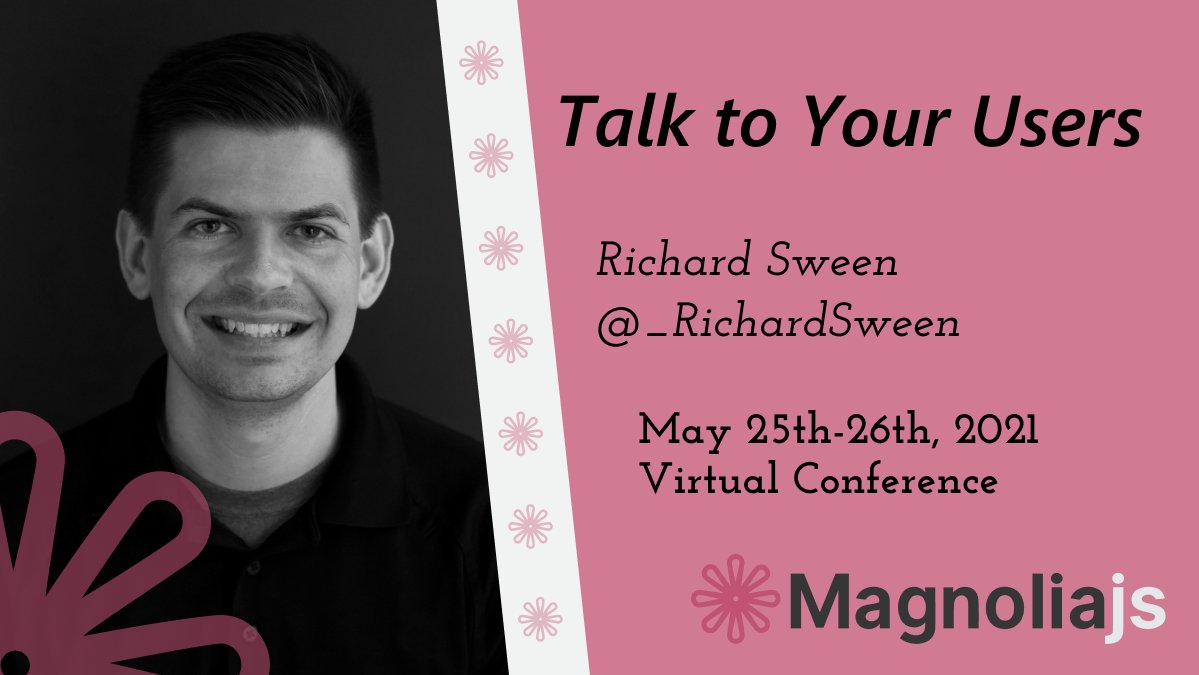 Talk to Your Users
Richard Sween
@_RichardSween
May 25th-26th, 2021
Virtual Conference
Magnoliajs